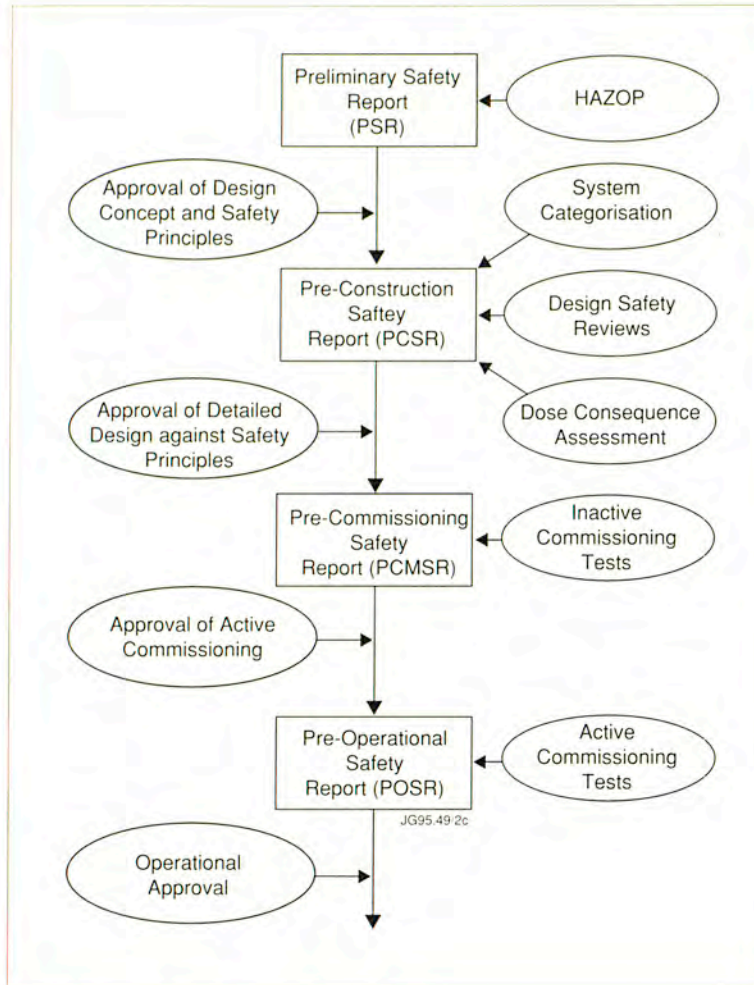 Preliminary Safety
Report
(PSR)
HAZOP
Approval of Design
Concept and Safety
Principles
System
Categorisation
Pre-Construction
Saftey
Report (PCSR)
Design Safety
Reviews
Approval of Detailed
Design against Safety
Principles
Dose Consequence
Assessment
Pre-Commissioning
Safety
Report (PCMSR)
Inactive
Commissioning
Tests
Approval of Active
Commissioning
Pre-Operational
Safety
Report (POSR)
Active
Commissioning
Tests
JG95.49 2c
Operational
Approval